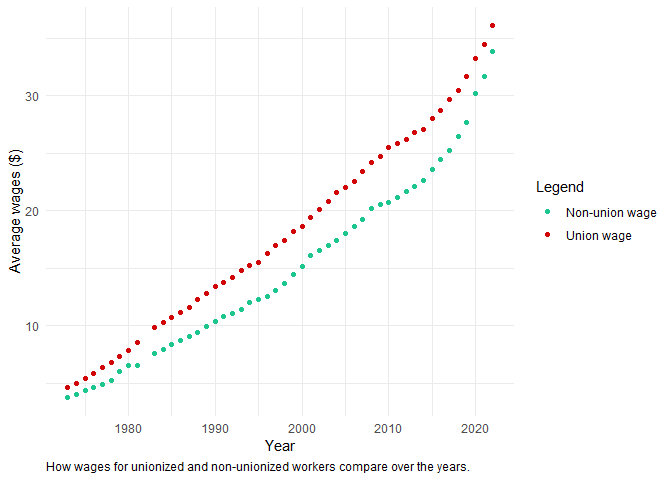 30
20
10
Average wages ($)
1980
1990
2000
2010
2020
Year
Legend
Non-union wage
Union wage
How wages for unionized and non-unionized workers compare over the years.